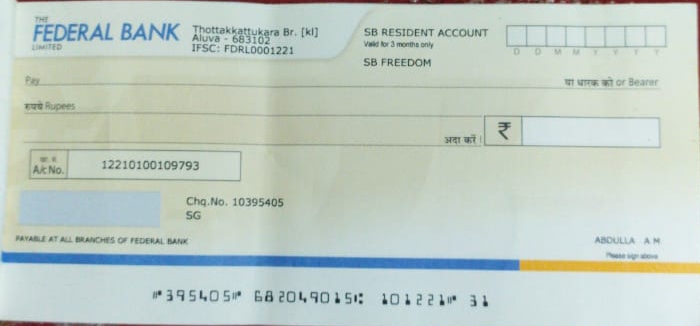 THE
FEDERAL BANK
LIMITED
Thottakkattukara Br. [kl]
Aluva - 683102
IFSC: FDRL0001221
SB RESIDENT ACCOUNT
Valid for 3 months only
SB FREEDOM
D D M M Y Y Y Y
Pay या धारक को or Bearer
रुपये Rupees
अदा करें। ₹
खा. सं.
A/c No. 12210100109793
Chq.No. 10395405
SG
PAYABLE AT ALL BRANCHES OF FEDERAL BANK
ABDULLA A M
Please sign above
⑈395405⑈ 682049015⑆ 101221⑈ 31